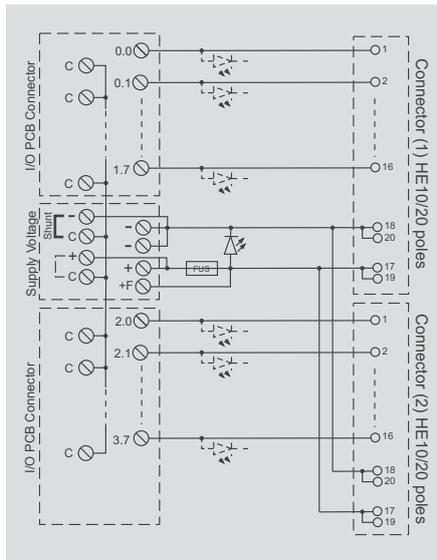 I/O PCB Connector
C
C
C
0.0
0.1
1.7
1
2
16
Connector (1) HE10/20 poles
Supply Voltage
Shunt
-
C
+
C
-
-
+
+F
FUS
18
20
17
19
I/O PCB Connector
C
C
C
2.0
2.1
3.7
1
2
16
18
20
17
19
Connector (2) HE10/20 poles